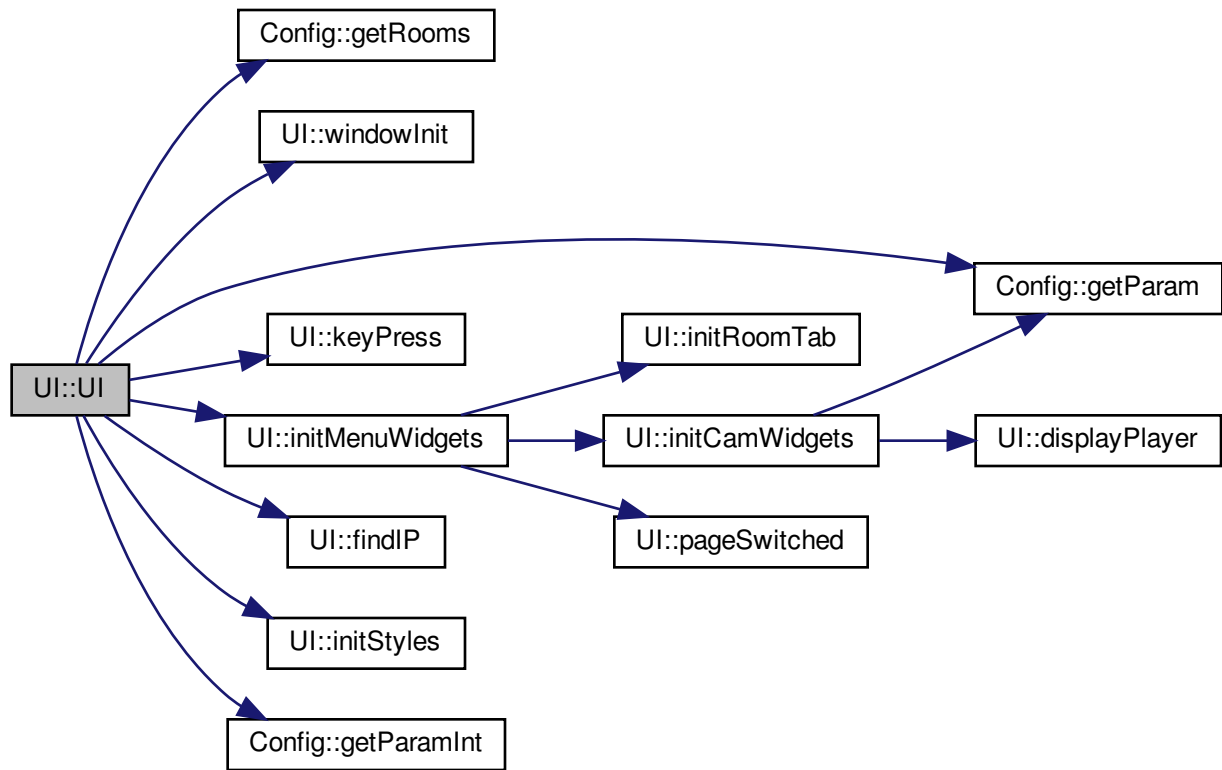 Config::getRooms
UI::windowInit
Config::getParam
UI::keyPress
UI::initRoomTab
UI::UI
UI::initMenuWidgets
UI::initCamWidgets
UI::displayPlayer
UI::findIP
UI::pageSwitched
UI::initStyles
Config::getParamInt